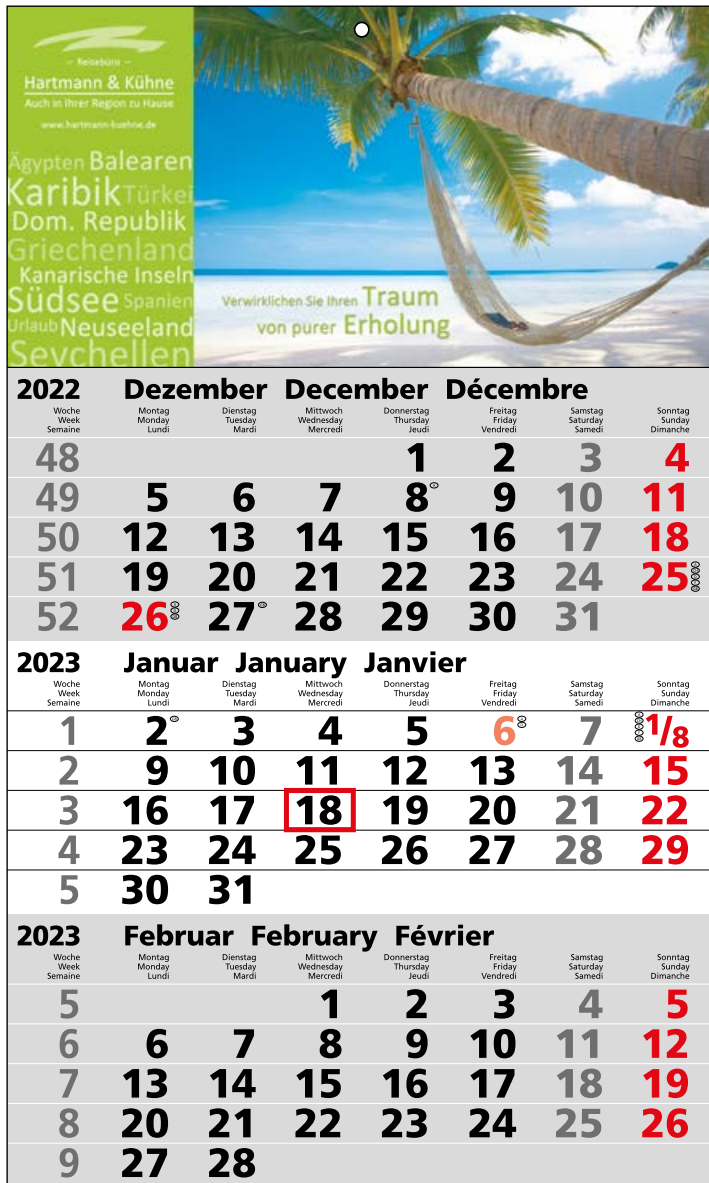 – Reisebüro –
Hartmann & Kühne
Auch in Ihrer Region zu Hause
www.hartmann-kuehne.de
Ägypten Balearen
Karibik Türkei
Dom. Republik
Griechenland
Kanarische Inseln
Südsee Spanien
Urlaub Neuseeland
Seychellen
Verwirklichen Sie Ihren Traum
von purer Erholung
2022 Dezember December Décembre
Woche Montag Dienstag Mittwoch Donnerstag Freitag Samstag Sonntag
Week Monday Tuesday Wednesday Thursday Friday Saturday Sunday
Semaine Lundi Mardi Mercredi Jeudi Vendredi Samedi Dimanche
48 1 2 3 4
49 5 6 7 8 9 10 11
50 12 13 14 15 16 17 18
51 19 20 21 22 23 24 25
52 26 27 28 29 30 31
2023 Januar January Janvier
Woche Montag Dienstag Mittwoch Donnerstag Freitag Samstag Sonntag
Week Monday Tuesday Wednesday Thursday Friday Saturday Sunday
Semaine Lundi Mardi Mercredi Jeudi Vendredi Samedi Dimanche
1 2 3 4 5 6 7 1/8
2 9 10 11 12 13 14 15
3 16 17 18 19 20 21 22
4 23 24 25 26 27 28 29
5 30 31
2023 Februar February Février
Woche Montag Dienstag Mittwoch Donnerstag Freitag Samstag Sonntag
Week Monday Tuesday Wednesday Thursday Friday Saturday Sunday
Semaine Lundi Mardi Mercredi Jeudi Vendredi Samedi Dimanche
5 1 2 3 4 5
6 6 7 8 9 10 11 12
7 13 14 15 16 17 18 19
8 20 21 22 23 24 25 26
9 27 28